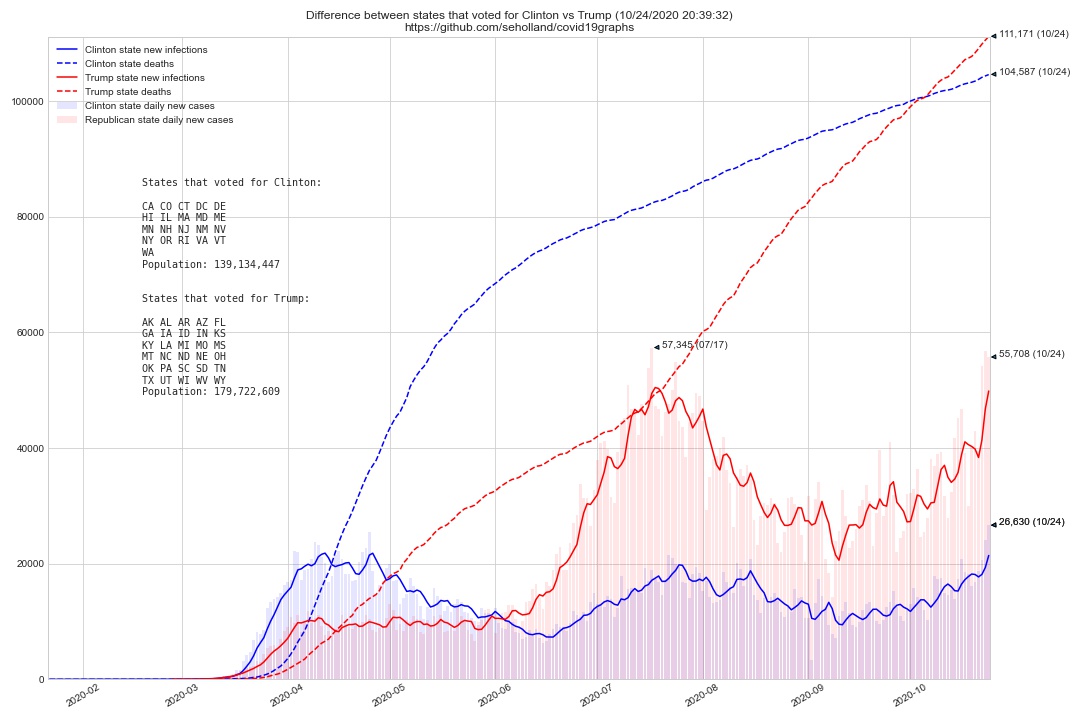 Difference between states that voted for Clinton vs Trump (10/24/2020 20:39:32)
https://github.com/seholland/covid19graphs
Clinton state new infections
Clinton state deaths
Trump state new infections
Trump state deaths
Clinton state daily new cases
Republican state daily new cases
States that voted for Clinton:
CA CO CT DC DE
HI IL MA MD ME
MN NH NJ NM NV
NY OR RI VA VT
WA
Population: 139,134,447
States that voted for Trump:
AK AL AR AZ FL
GA IA ID IN KS
KY LA MI MO MS
MT NC ND NE OH
OK PA SC SD TN
TX UT WI WV WY
Population: 179,722,609
111,171 (10/24)
104,587 (10/24)
57,345 (07/17)
55,708 (10/24)
26,630 (10/24)
100000
80000
60000
40000
20000
0
2020-02
2020-03
2020-04
2020-05
2020-06
2020-07
2020-08
2020-09
2020-10